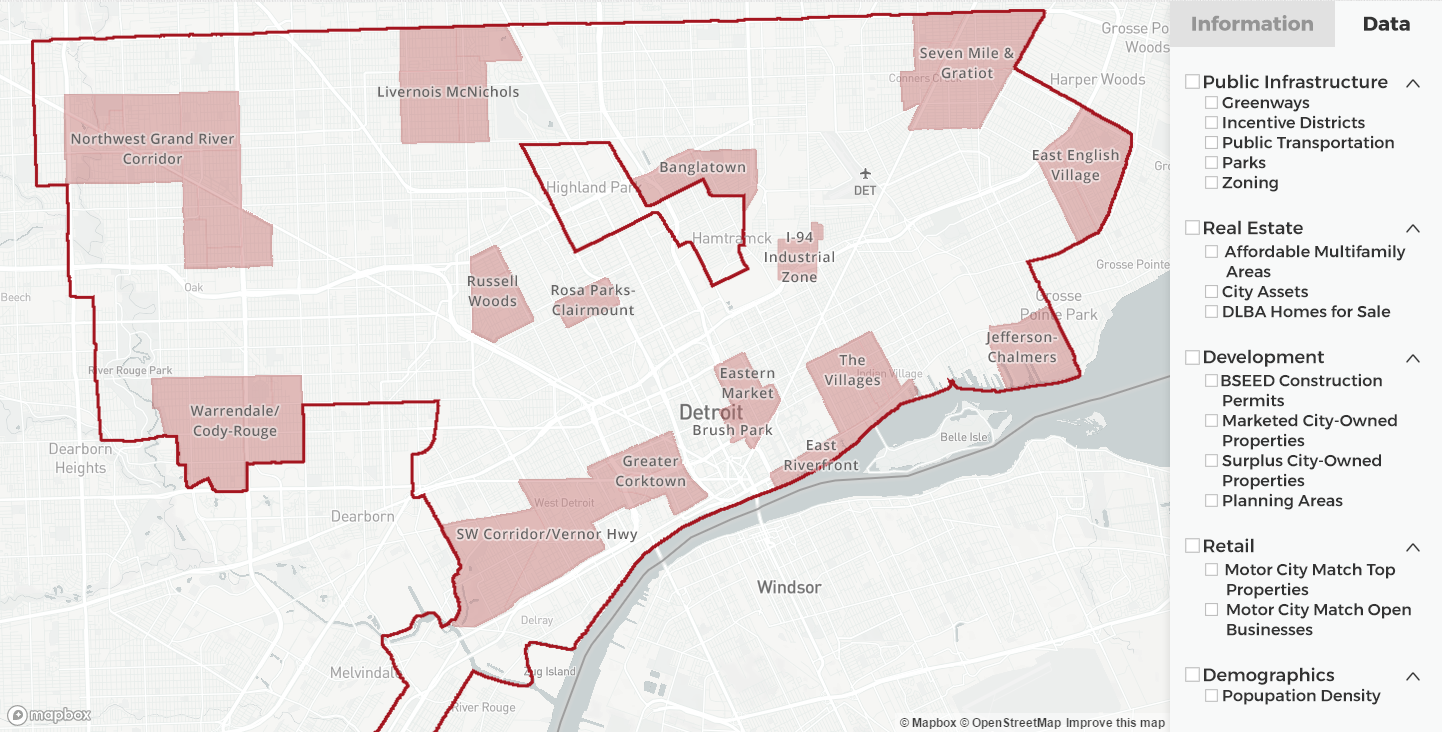 Information
Data
Grosse Poi
Woods
Seven Mile &
Gratiot
Conners C
Harper Woods
Livernois McNichols
Northwest Grand River
Corridor
East English
Village
Gro
Banglatown
Highland Park
DET
Hamtramck
I-94
Industrial
Zone
Grosse Pointe
Russell
Woods
Rosa Parks-
Clairmount
Oak
Beech
Grosse
Pointe Park
Jefferson-
Chalmers
The
Villages
Indian Village
River Rouge Park
Eastern
Market
Detroit
Brush Park
Warrendale/
Cody-Rouge
Belle Isle
East
Riverfront
Dearborn
Heights
Greater
Corktown
West Detroit
Dearborn
SW Corridor/Vernor Hwy
Windsor
Delray
Melvindale
Zug Island
River Rouge
mapbox
© Mapbox © OpenStreetMap Improve this map
Public Infrastructure
Greenways
Incentive Districts
Public Transportation
Parks
Zoning
Real Estate
Affordable Multifamily
Areas
City Assets
DLBA Homes for Sale
Development
BSEED Construction
Permits
Marketed City-Owned
Properties
Surplus City-Owned
Properties
Planning Areas
Retail
Motor City Match Top
Properties
Motor City Match Open
Businesses
Demographics
Popupation Density